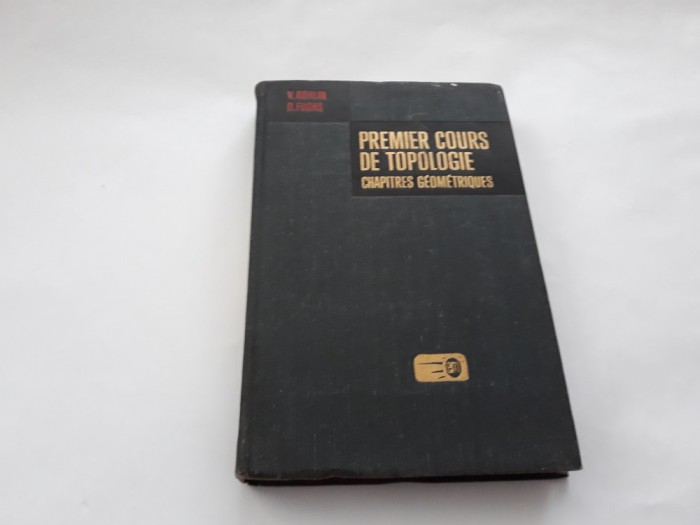 V. ROHLIN
D. FUCHS
PREMIER COURS
DE TOPOLOGIE
CHAPITRES GÉOMÉTRIQUES